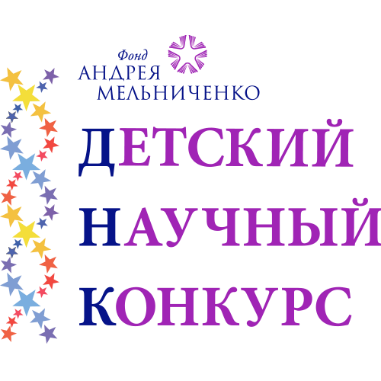 Фонд
АНДРЕЯ
МЕЛЬНИЧЕНКО
ДЕТСКИЙ
НАУЧНЫЙ
КОНКУРС